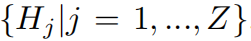 {H_j|j = 1, ..., Z}